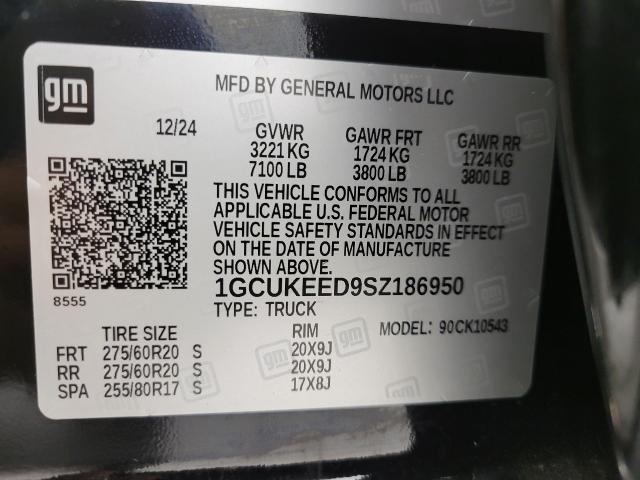 gm
MFD BY GENERAL MOTORS LLC
12/24 GVWR GAWR FRT GAWR RR
3221 KG 1724 KG 1724 KG
7100 LB 3800 LB 3800 LB
THIS VEHICLE CONFORMS TO ALL
APPLICABLE U.S. FEDERAL MOTOR
VEHICLE SAFETY STANDARDS IN EFFECT
ON THE DATE OF MANUFACTURE
SHOWN ABOVE.
8555
1GCUKEED9SZ186950
TYPE: TRUCK
TIRE SIZE RIM MODEL: 90CK10543
FRT 275/60R20 S 20X9J
RR 275/60R20 S 20X9J
SPA 255/80R17 S 17X8J